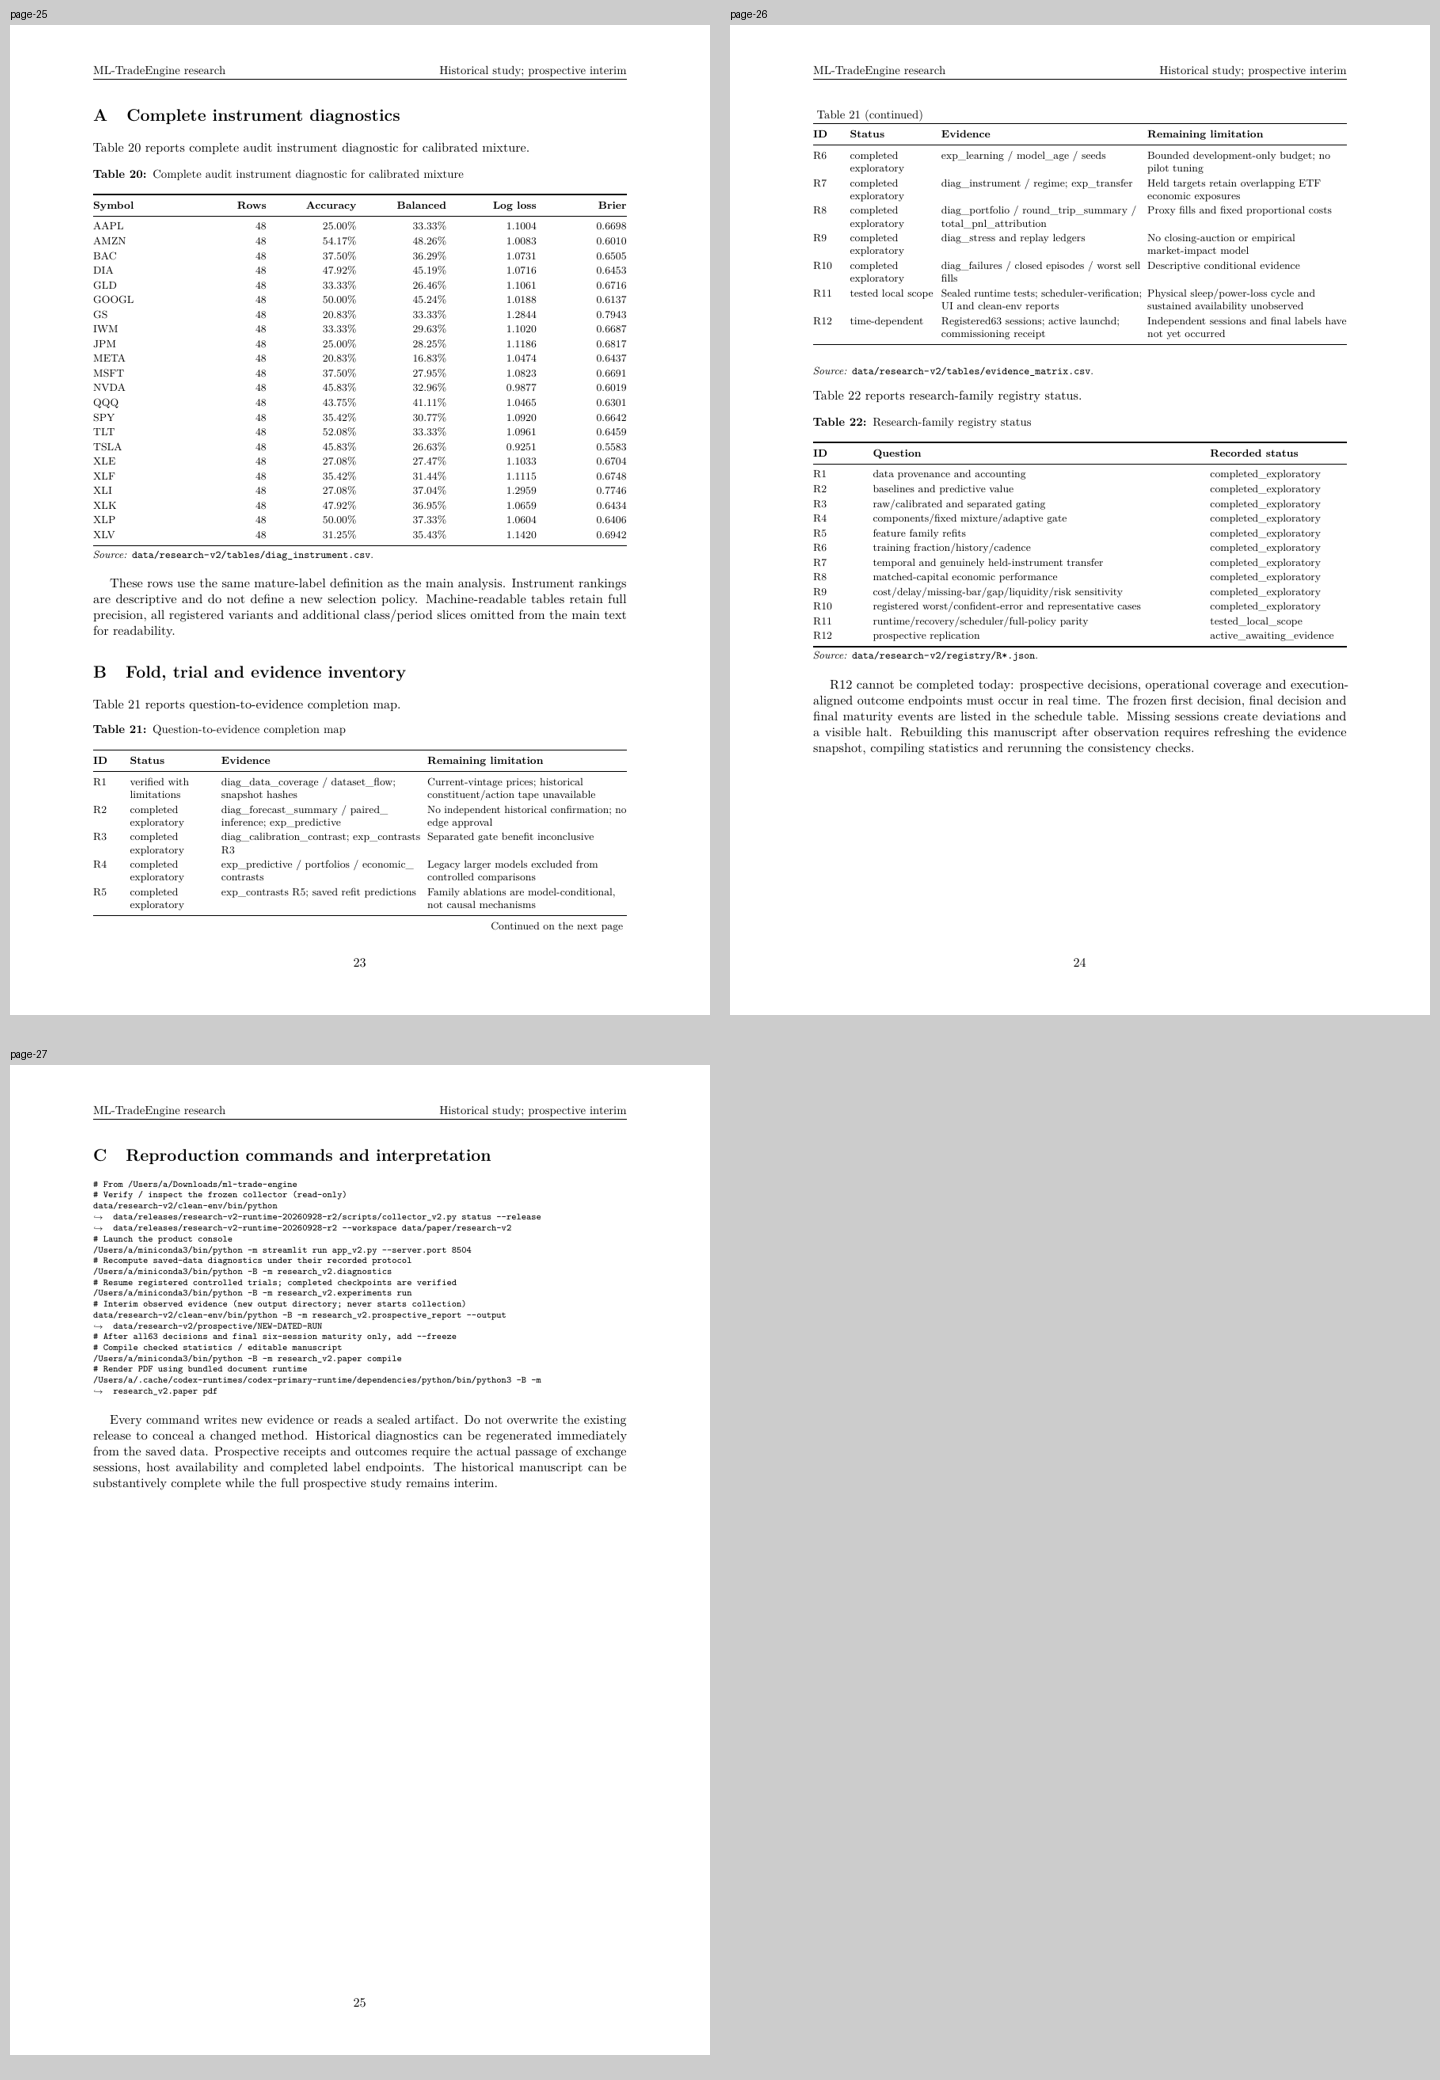 page-25
ML-TradeEngine research Historical study; prospective interim
A Complete instrument diagnostics
Table 20 reports complete audit instrument diagnostic for calibrated mixture.
Table 20: Complete audit instrument diagnostic for calibrated mixture
Symbol Rows Accuracy Balanced Log loss Brier
AAPL 48 25.00% 33.33% 1.1004 0.6698
AMZN 48 54.17% 48.26% 1.0083 0.6010
BAC 48 37.50% 36.29% 1.0731 0.6505
DIA 48 47.92% 45.19% 1.0716 0.6453
GLD 48 33.33% 26.46% 1.1061 0.6716
GOOGL 48 50.00% 45.24% 1.0188 0.6137
GS 48 20.83% 33.33% 1.2844 0.7943
IWM 48 33.33% 29.63% 1.1020 0.6687
JPM 48 25.00% 28.25% 1.1186 0.6817
META 48 20.83% 16.83% 1.0474 0.6437
MSFT 48 37.50% 27.95% 1.0823 0.6691
NVDA 48 45.83% 32.96% 0.9877 0.6019
QQQ 48 43.75% 41.11% 1.0465 0.6301
SPY 48 35.42% 30.77% 1.0920 0.6642
TLT 48 52.08% 33.33% 1.0961 0.6459
TSLA 48 45.83% 26.63% 0.9251 0.5583
XLE 48 27.08% 27.47% 1.1033 0.6704
XLF 48 35.42% 31.44% 1.1115 0.6748
XLI 48 27.08% 37.04% 1.2959 0.7746
XLK 48 47.92% 36.95% 1.0659 0.6434
XLP 48 50.00% 37.33% 1.0604 0.6406
XLV 48 31.25% 35.43% 1.1420 0.6942
Source: data/research-v2/tables/diag_instrument.csv.
These rows use the same mature-label definition as the main analysis. Instrument rankings
are descriptive and do not define a new selection policy. Machine-readable tables retain full
precision, all registered variants and additional class/period slices omitted from the main text
for readability.
B Fold, trial and evidence inventory
Table 21 reports question-to-evidence completion map.
Table 21: Question-to-evidence completion map
ID Status Evidence Remaining limitation
R1 verified with diag_data_coverage / dataset_flow; Current-vintage prices; historical
limitations snapshot hashes constituent/action tape unavailable
R2 completed diag_forecast_summary / paired_ No independent historical confirmation; no
exploratory inference; exp_predictive edge approval
R3 completed diag_calibration_contrast; exp_contrasts Separated gate benefit inconclusive
exploratory R3
R4 completed exp_predictive / portfolios / economic_ Legacy larger models excluded from
exploratory contrasts controlled comparisons
R5 completed exp_contrasts R5; saved refit predictions Family ablations are model-conditional,
exploratory not causal mechanisms
Continued on the next page
23
page-26
ML-TradeEngine research Historical study; prospective interim
Table 21 (continued)
ID Status Evidence Remaining limitation
R6 completed exp_learning / model_age / seeds Bounded development-only budget; no
exploratory pilot tuning
R7 completed diag_instrument / regime; exp_transfer Held targets retain overlapping ETF
exploratory economic exposures
R8 completed diag_portfolio / round_trip_summary / Proxy fills and fixed proportional costs
exploratory total_pnl_attribution
R9 completed diag_stress and replay ledgers No closing-auction or empirical
exploratory market-impact model
R10 completed diag_failures / closed episodes / worst sell Descriptive conditional evidence
exploratory fills
R11 tested local scope Sealed runtime tests; scheduler-verification; Physical sleep/power-loss cycle and
UI and clean-env reports sustained availability unobserved
R12 time-dependent Registered63 sessions; active launchd; Independent sessions and final labels have
commissioning receipt not yet occurred
Source: data/research-v2/tables/evidence_matrix.csv.
Table 22 reports research-family registry status.
Table 22: Research-family registry status
ID Question Recorded status
R1 data provenance and accounting completed_exploratory
R2 baselines and predictive value completed_exploratory
R3 raw/calibrated and separated gating completed_exploratory
R4 components/fixed mixture/adaptive gate completed_exploratory
R5 feature family refits completed_exploratory
R6 training fraction/history/cadence completed_exploratory
R7 temporal and genuinely held-instrument transfer completed_exploratory
R8 matched-capital economic performance completed_exploratory
R9 cost/delay/missing-bar/gap/liquidity/risk sensitivity completed_exploratory
R10 registered worst/confident-error and representative cases completed_exploratory
R11 runtime/recovery/scheduler/full-policy parity tested_local_scope
R12 prospective replication active_awaiting_evidence
Source: data/research-v2/registry/R*.json.
R12 cannot be completed today: prospective decisions, operational coverage and execution-
aligned outcome endpoints must occur in real time. The frozen first decision, final decision and
final maturity events are listed in the schedule table. Missing sessions create deviations and
a visible halt. Rebuilding this manuscript after observation requires refreshing the evidence
snapshot, compiling statistics and rerunning the consistency checks.
24
page-27
ML-TradeEngine research Historical study; prospective interim
C Reproduction commands and interpretation
# From /Users/a/Downloads/ml-trade-engine
# Verify / inspect the frozen collector (read-only)
data/research-v2/clean-env/bin/python
↪ data/releases/research-v2-runtime-20260928-r2/scripts/collector_v2.py status --release
↪ data/releases/research-v2-runtime-20260928-r2 --workspace data/paper/research-v2
# Launch the product console
/Users/a/miniconda3/bin/python -m streamlit run app_v2.py --server.port 8504
# Recompute saved-data diagnostics under their recorded protocol
/Users/a/miniconda3/bin/python -B -m research_v2.diagnostics
# Resume registered controlled trials; completed checkpoints are verified
/Users/a/miniconda3/bin/python -B -m research_v2.experiments run
# Interim observed evidence (new output directory; never starts collection)
data/research-v2/clean-env/bin/python -B -m research_v2.prospective_report --output
↪ data/research-v2/prospective/NEW-DATED-RUN
# After all63 decisions and final six-session maturity only, add --freeze
# Compile checked statistics / editable manuscript
/Users/a/miniconda3/bin/python -B -m research_v2.paper compile
# Render PDF using bundled document runtime
/Users/a/.cache/codex-runtimes/codex-primary-runtime/dependencies/python/bin/python3 -B -m
↪ research_v2.paper pdf
Every command writes new evidence or reads a sealed artifact. Do not overwrite the existing
release to conceal a changed method. Historical diagnostics can be regenerated immediately
from the saved data. Prospective receipts and outcomes require the actual passage of exchange
sessions, host availability and completed label endpoints. The historical manuscript can be
substantively complete while the full prospective study remains interim.
25